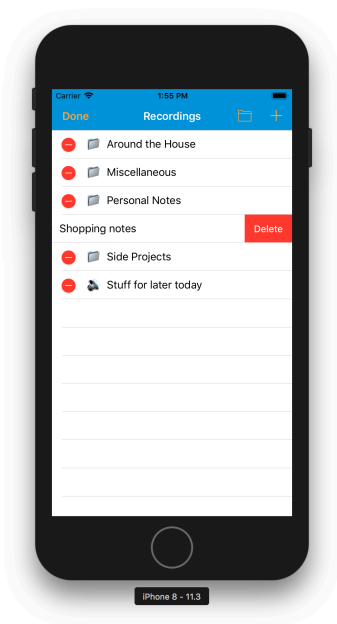 Carrier 1:55 PM
Done Recordings
Around the House
Miscellaneous
Personal Notes
Shopping notes Delete
Side Projects
Stuff for later today
iPhone 8 - 11.3